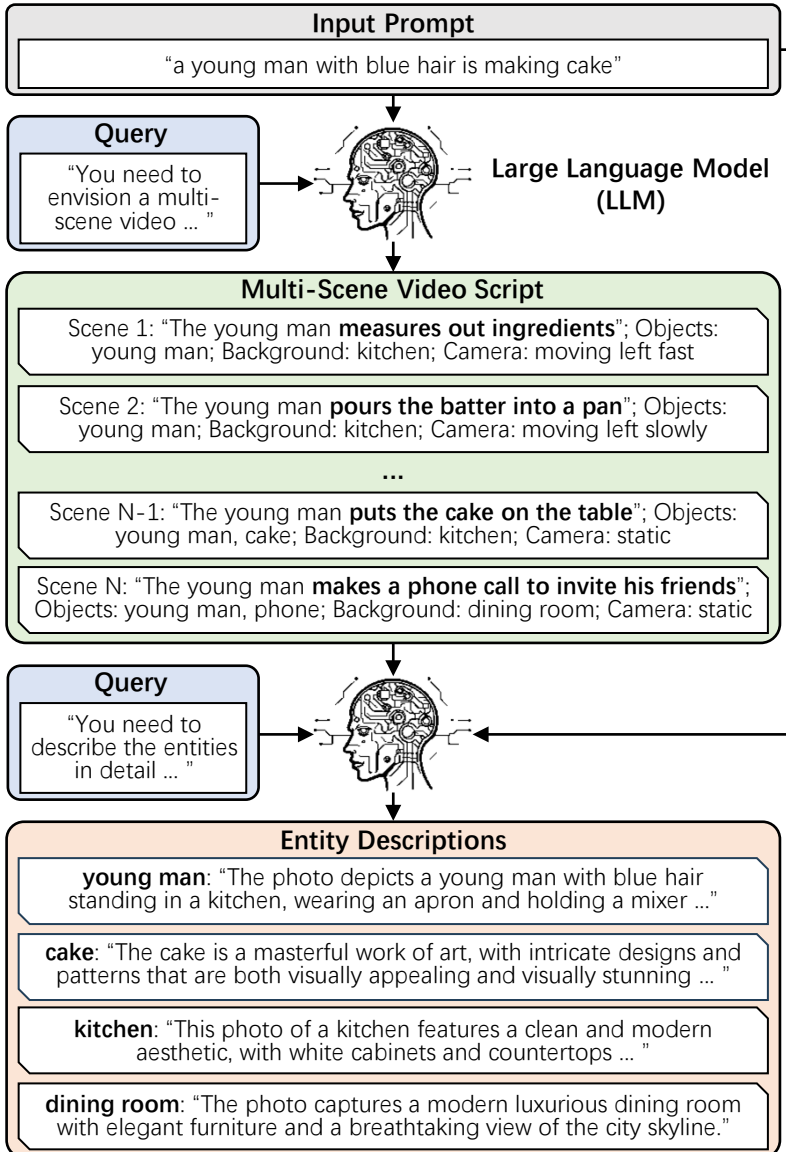 Input Prompt
“a young man with blue hair is making cake”
Query
“You need to
envision a multi-
scene video ... ”
Large Language Model
(LLM)
Multi-Scene Video Script
Scene 1: “The young man measures out ingredients”; Objects:
young man; Background: kitchen; Camera: moving left fast
Scene 2: “The young man pours the batter into a pan”; Objects:
young man; Background: kitchen; Camera: moving left slowly
...
Scene N-1: “The young man puts the cake on the table”; Objects:
young man, cake; Background: kitchen; Camera: static
Scene N: “The young man makes a phone call to invite his friends”;
Objects: young man, phone; Background: dining room; Camera: static
Query
“You need to
describe the entities
in detail ... ”
Entity Descriptions
young man: “The photo depicts a young man with blue hair
standing in a kitchen, wearing an apron and holding a mixer ...”
cake: “The cake is a masterful work of art, with intricate designs and
patterns that are both visually appealing and visually stunning ... ”
kitchen: “This photo of a kitchen features a clean and modern
aesthetic, with white cabinets and countertops ... ”
dining room: “The photo captures a modern luxurious dining room
with elegant furniture and a breathtaking view of the city skyline.”